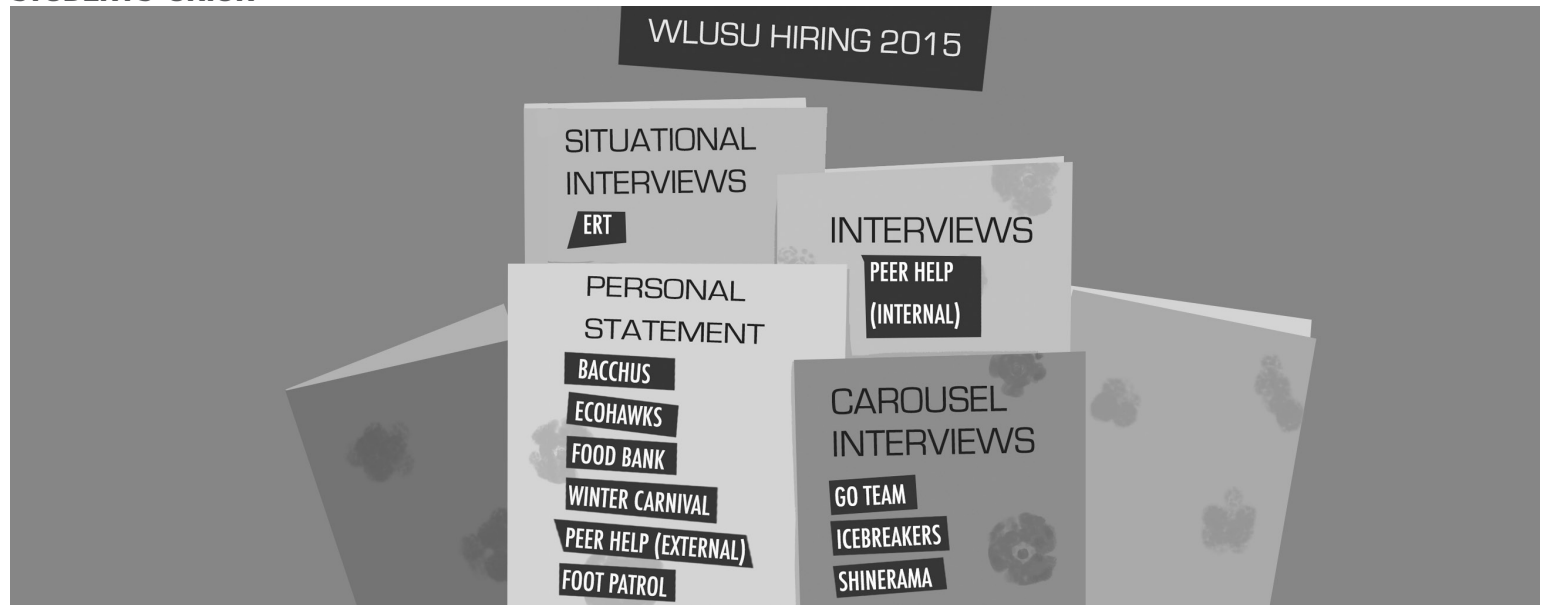 WLUSU HIRING 2015
SITUATIONAL
INTERVIEWS
ERT
INTERVIEWS
PEER HELP
(INTERNAL)
PERSONAL
STATEMENT
BACCHUS
ECOHAWKS
FOOD BANK
WINTER CARNIVAL
PEER HELP (EXTERNAL)
FOOT PATROL
CAROUSEL
INTERVIEWS
GO TEAM
ICEBREAKERS
SHINERAMA